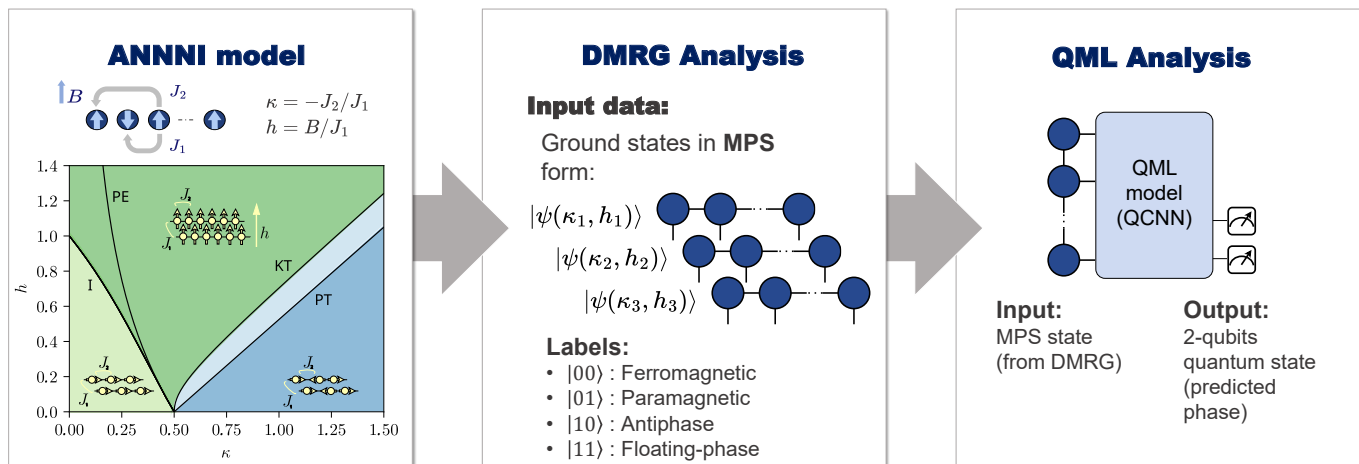 ANNNI model
B
J₂
J₁
κ = −J₂/J₁
h = B/J₁
1.4
1.2
1.0
0.8
0.6
0.4
0.2
0.0
h
PE
I
KT
PT
J₂
J₁
h
J₂
J₁
J₂
J₁
0.00 0.25 0.50 0.75 1.00 1.25 1.50
κ
DMRG Analysis
Input data:
Ground states in MPS
form:
|ψ(κ₁, h₁)⟩
|ψ(κ₂, h₂)⟩
|ψ(κ₃, h₃)⟩
Labels:
• |00⟩ : Ferromagnetic
• |01⟩ : Paramagnetic
• |10⟩ : Antiphase
• |11⟩ : Floating-phase
QML Analysis
QML
model
(QCNN)
Input:
MPS state
(from DMRG)
Output:
2-qubits
quantum state
(predicted
phase)